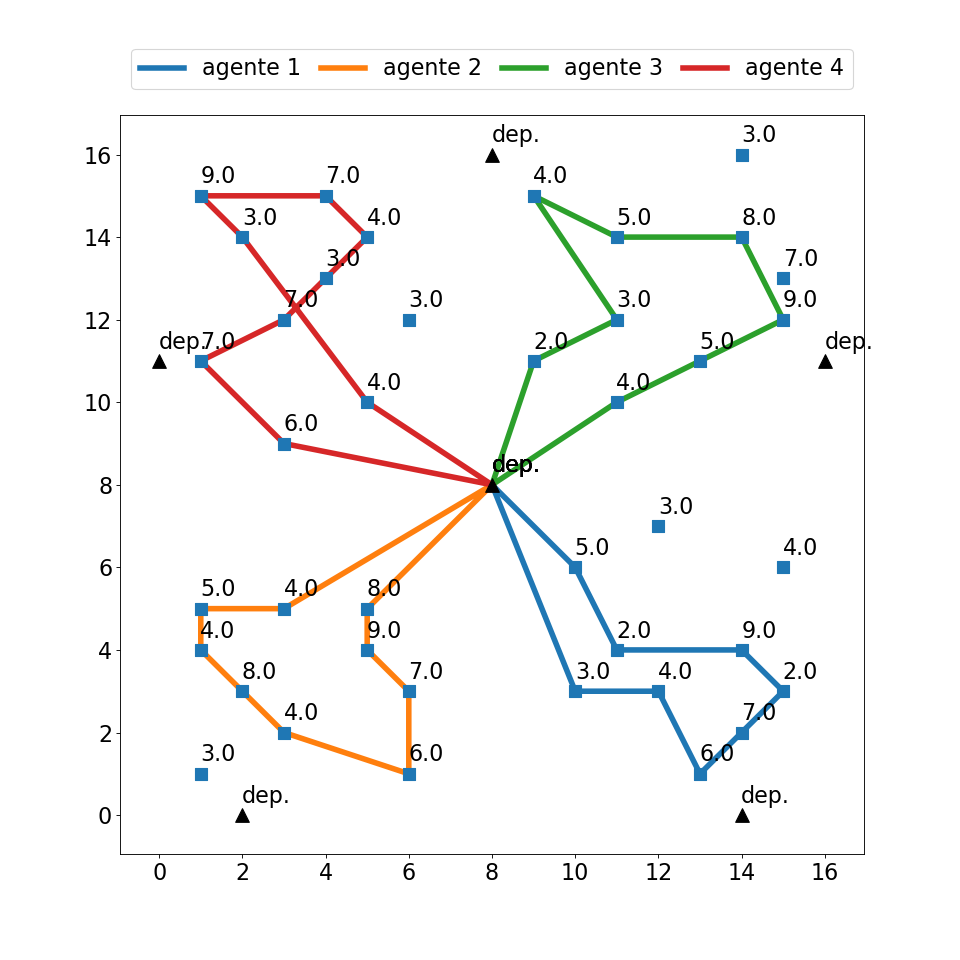 agente 1 agente 2 agente 3 agente 4
dep. 3.0
16
9.0 7.0 4.0
3.0 4.0 5.0 8.0
14
3.0 7.0
7.0 3.0 3.0 9.0
12
dep. 7.0 2.0 5.0 dep.
4.0 4.0
10
6.0
dep.
8
3.0
5.0 4.0
6
5.0 4.0 8.0
4.0 9.0 2.0 9.0
4
8.0 7.0 3.0 4.0 2.0
4.0 7.0
2
3.0 6.0 6.0
dep. dep.
0
0 2 4 6 8 10 12 14 16